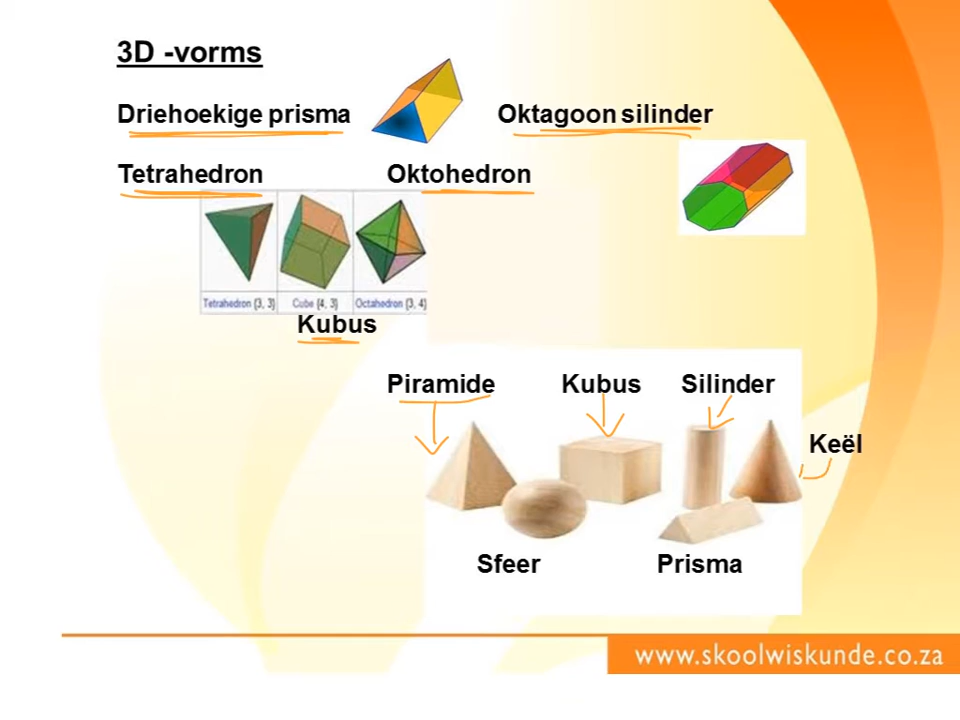 3D -vorms
Driehoekige prisma
Oktagoon silinder
Tetrahedron
Oktohedron
Tetrahedron {3, 3}
Cube {4, 3}
Octahedron {3, 4}
Kubus
Piramide
Kubus
Silinder
Keël
Sfeer
Prisma
www.skoolwiskunde.co.za